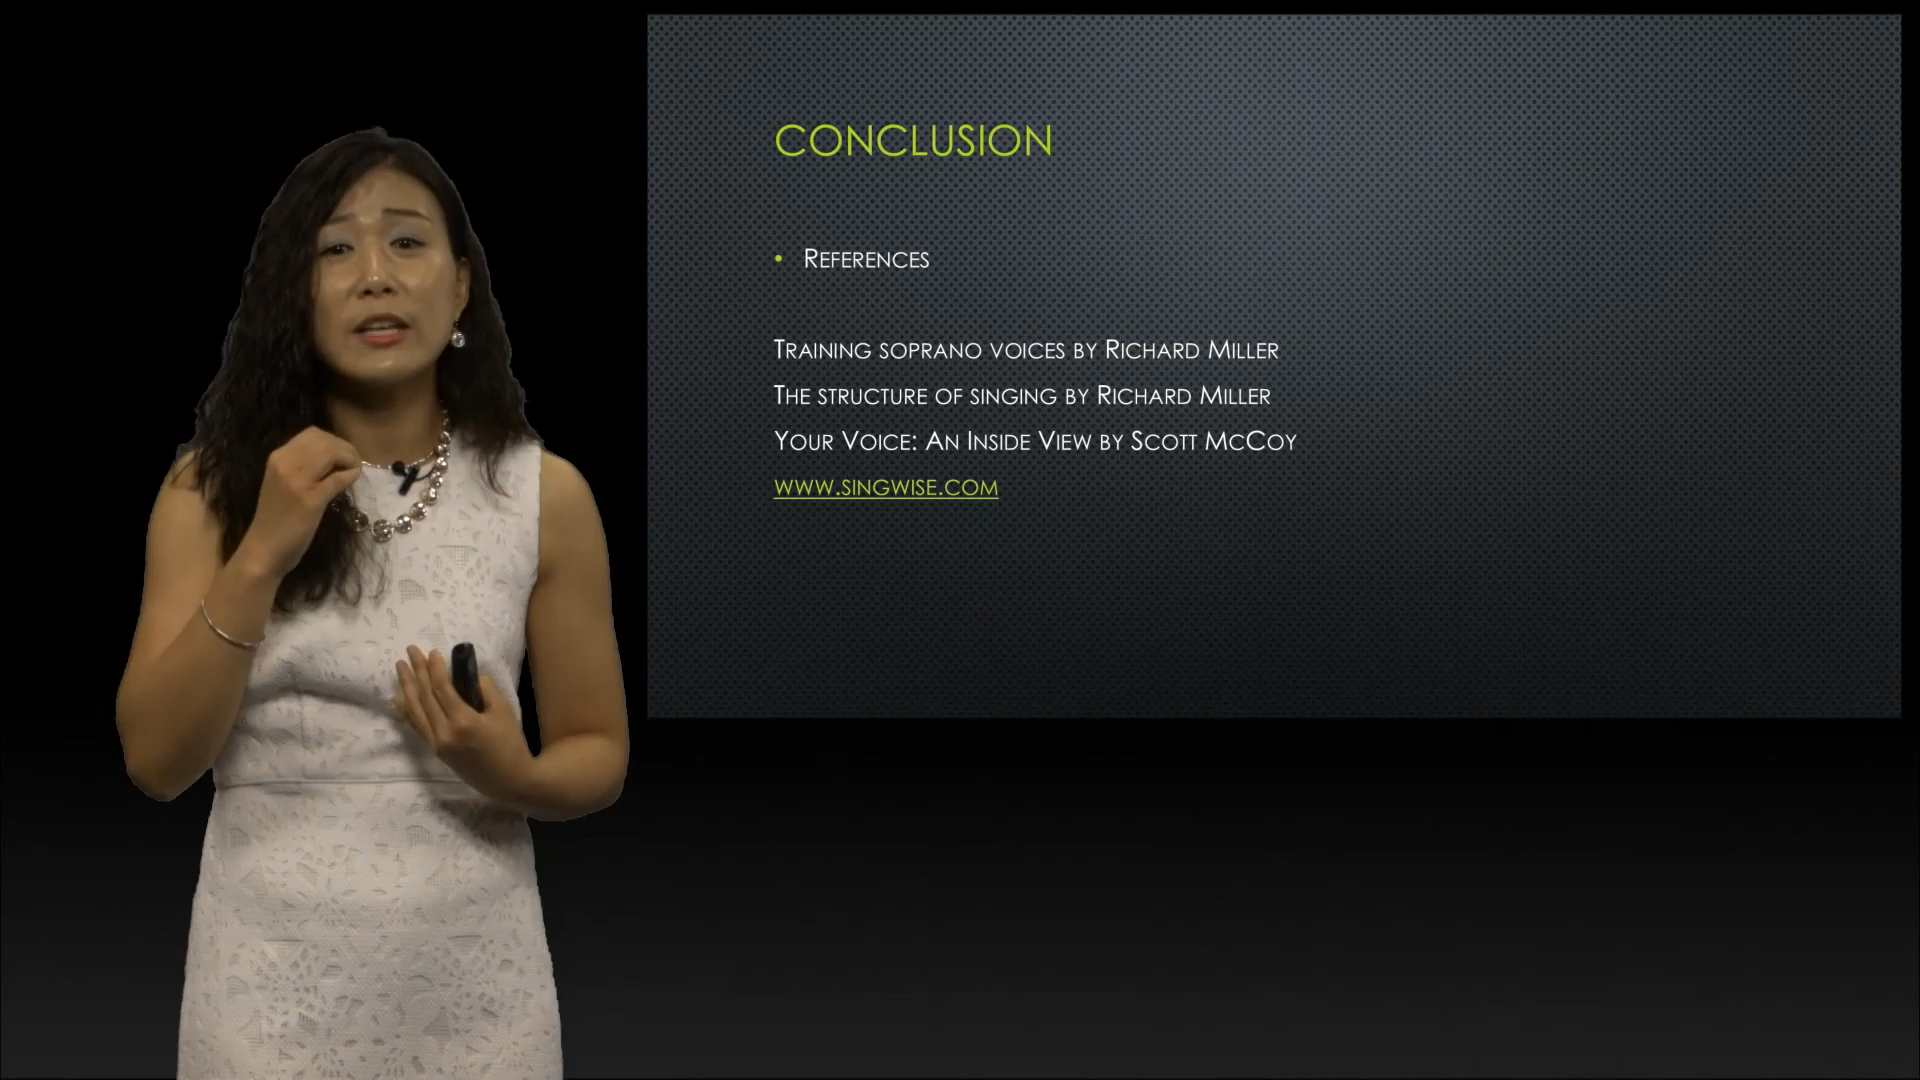 CONCLUSION
• REFERENCES
TRAINING SOPRANO VOICES BY RICHARD MILLER
THE STRUCTURE OF SINGING BY RICHARD MILLER
YOUR VOICE: AN INSIDE VIEW BY SCOTT MCCOY
WWW.SINGWISE.COM